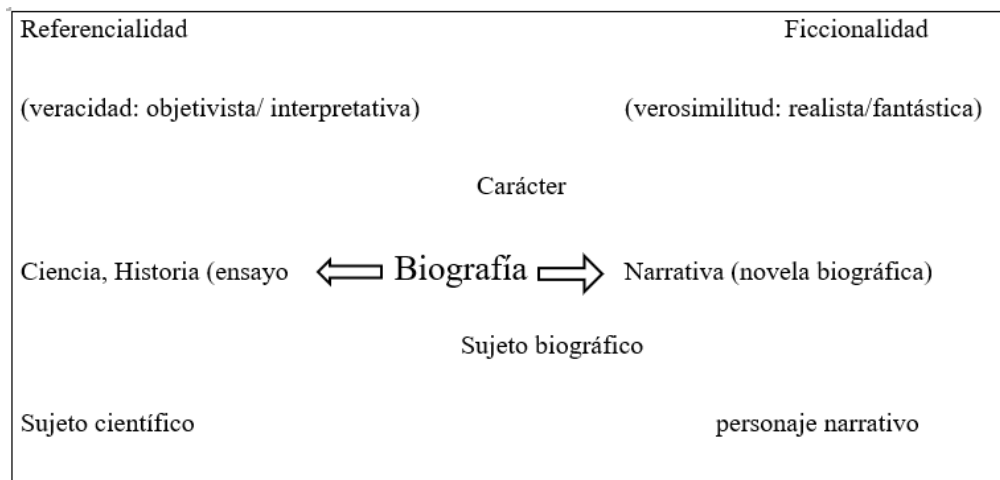 Referencialidad Ficcionalidad
(veracidad: objetivista/ interpretativa) (verosimilitud: realista/fantástica)
Carácter
Ciencia, Historia (ensayo Biografía Narrativa (novela biográfica)
Sujeto biográfico
Sujeto científico personaje narrativo